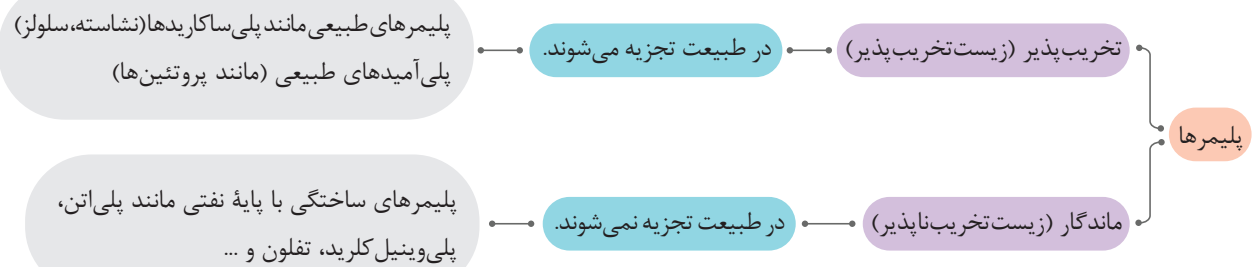 پلیمرها
تخریب‌پذیر (زیست‌تخریب‌پذیر)
در طبیعت تجزیه می‌شوند.
پلیمرهای طبیعی مانند پلی‌ساکاریدها(نشاسته،سلولز)
پلی‌آمیدهای طبیعی (مانند پروتئین‌ها)
ماندگار (زیست‌تخریب‌ناپذیر)
در طبیعت تجزیه نمی‌شوند.
پلیمرهای ساختگی با پایهٔ نفتی مانند پلی‌اتن،
پلی‌وینیل‌کلرید، تفلون و ...